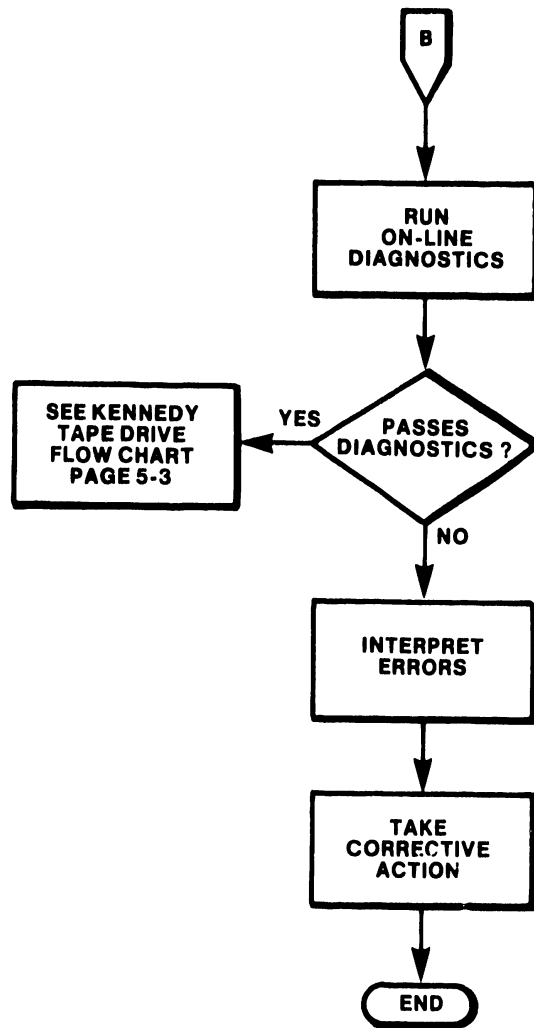 B
RUN
ON-LINE
DIAGNOSTICS
PASSES
DIAGNOSTICS ?
YES
SEE KENNEDY
TAPE DRIVE
FLOW CHART
PAGE 5-3
NO
INTERPRET
ERRORS
TAKE
CORRECTIVE
ACTION
END